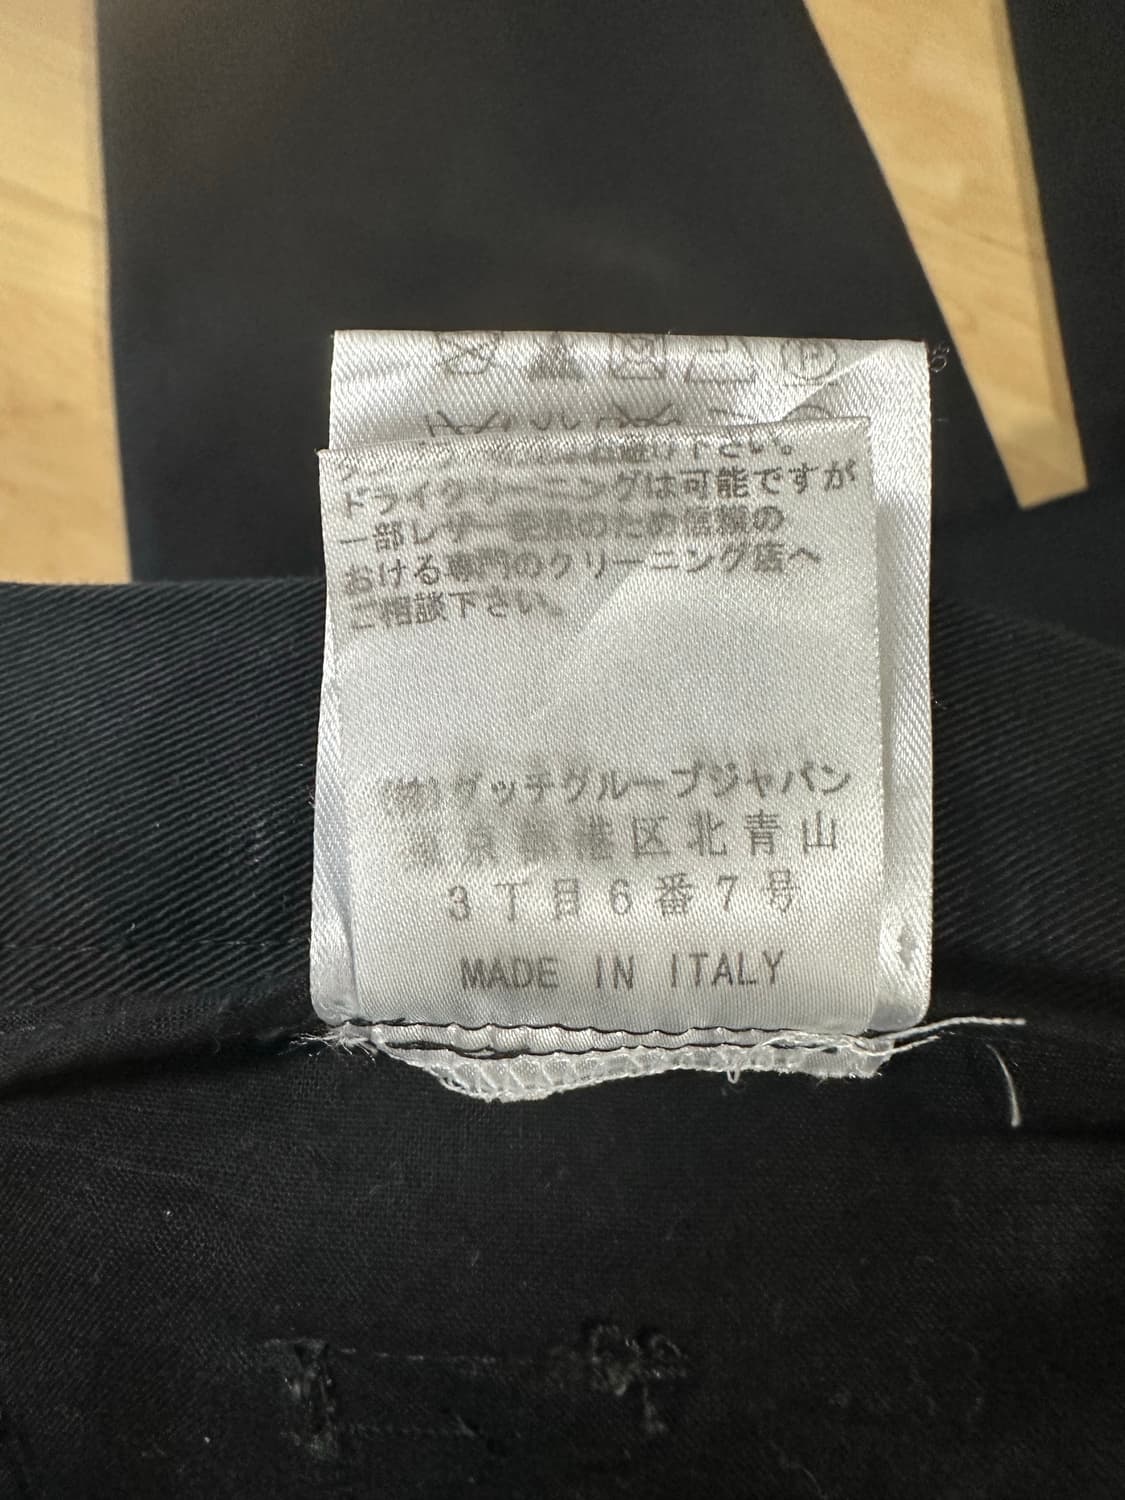 P
下さい。
ドライクリーニングは可能ですが
一部レザー使用のため信頼の
おける専門のクリーニング店へ
ご相談下さい。
(株)グッチグループジャパン
東京都港区北青山
3丁目6番7号
MADE IN ITALY